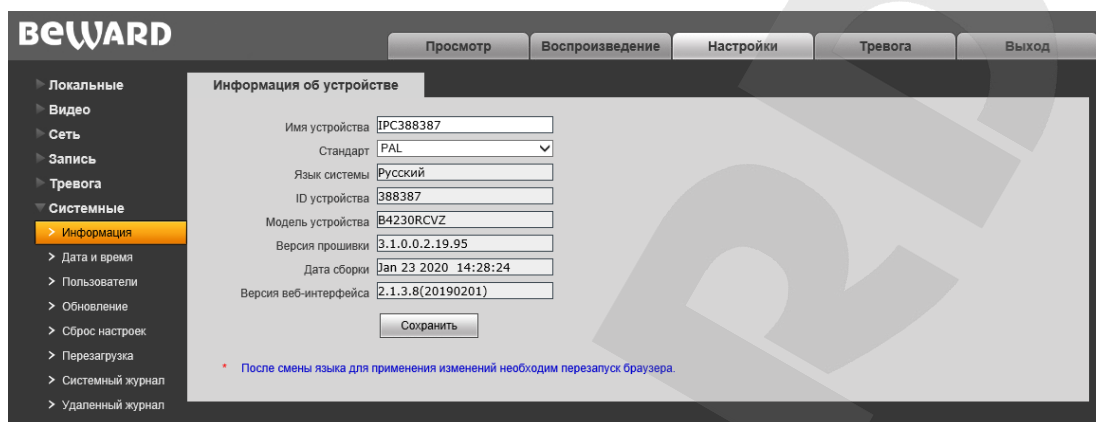 BEWARD
Просмотр
Воспроизведение
Настройки
Тревога
Выход
Локальные
Видео
Сеть
Запись
Тревога
Системные
Информация
Дата и время
Пользователи
Обновление
Сброс настроек
Перезагрузка
Системный журнал
Удаленный журнал
Информация об устройстве
Имя устройства IPC388387
Стандарт PAL
Язык системы Русский
ID устройства 388387
Модель устройства B4230RCVZ
Версия прошивки 3.1.0.0.2.19.95
Дата сборки Jan 23 2020 14:28:24
Версия веб-интерфейса 2.1.3.8(20190201)
Сохранить
* После смены языка для применения изменений необходим перезапуск браузера.